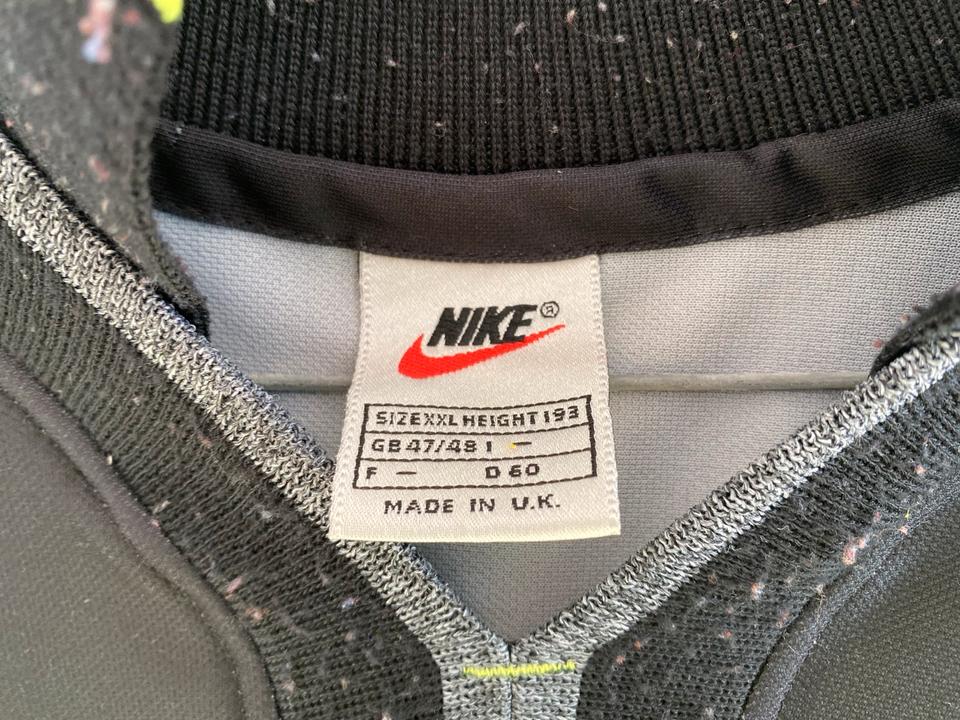 NIKE®
SIZE XXL HEIGHT 193
GB 47/48 I –
F – D 60
MADE IN U.K.